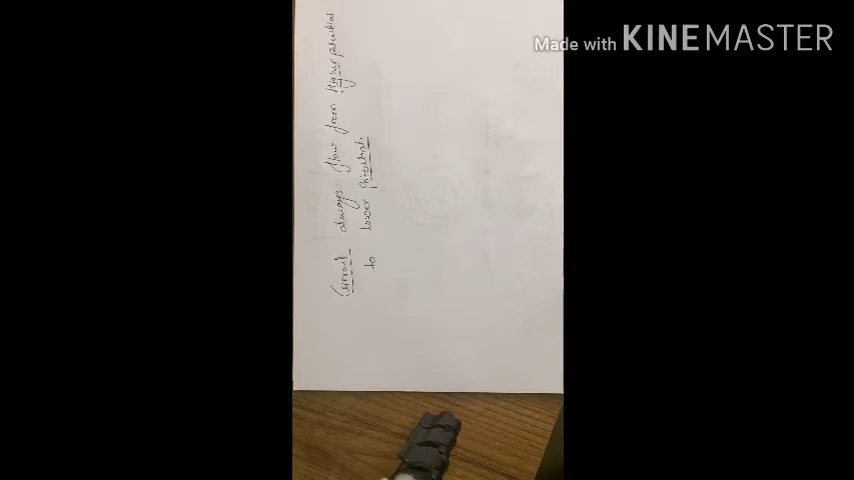 Current always flow from Higher potential
to lower potential.
Made with KINEMASTER